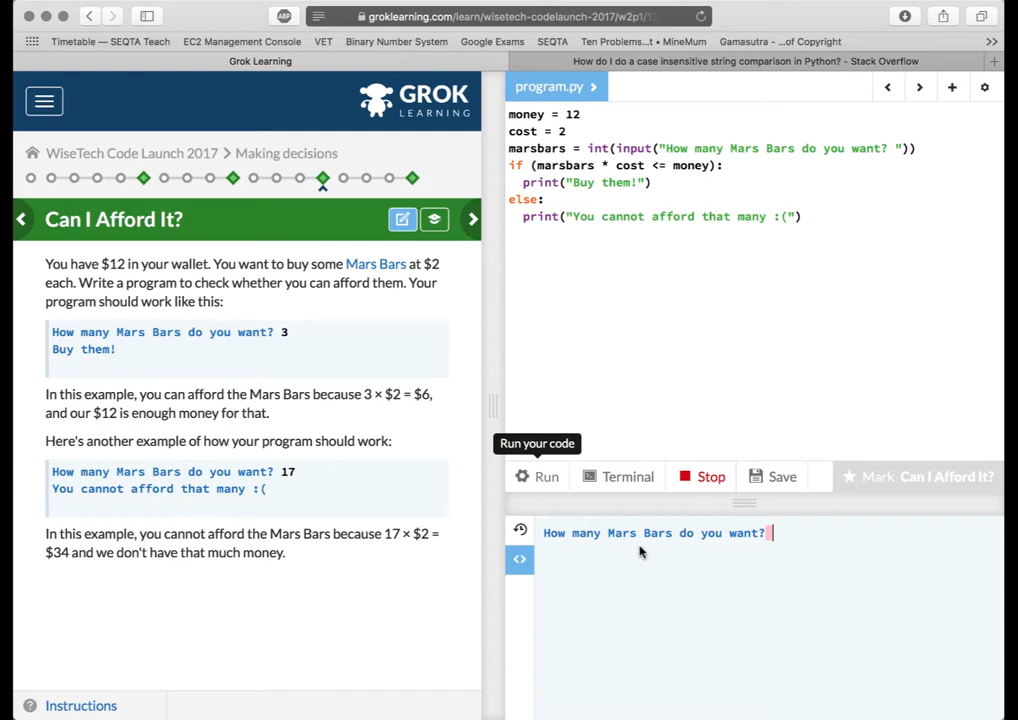 ABP
groklearning.com/learn/wisetech-codelaunch-2017/w2p1/
Timetable — SEQTA Teach EC2 Management Console VET Binary Number System Google Exams SEQTA Ten Problems...t • MineMum Gamasutra - ...of Copyright >>
Grok Learning
How do I do a case insensitive string comparison in Python? - Stack Overflow
GROK
LEARNING
WiseTech Code Launch 2017 > Making decisions
Can I Afford It?
You have $12 in your wallet. You want to buy some Mars Bars at $2
each. Write a program to check whether you can afford them. Your
program should work like this:
How many Mars Bars do you want? 3
Buy them!
In this example, you can afford the Mars Bars because 3 × $2 = $6,
and our $12 is enough money for that.
Here's another example of how your program should work:
How many Mars Bars do you want? 17
You cannot afford that many :(
In this example, you cannot afford the Mars Bars because 17 × $2 =
$34 and we don't have that much money.
Instructions
program.py
money = 12
cost = 2
marsbars = int(input("How many Mars Bars do you want? "))
if (marsbars * cost <= money):
  print("Buy them!")
else:
  print("You cannot afford that many :(")
Run your code
Run Terminal Stop Save Mark Can I Afford It?
How many Mars Bars do you want?